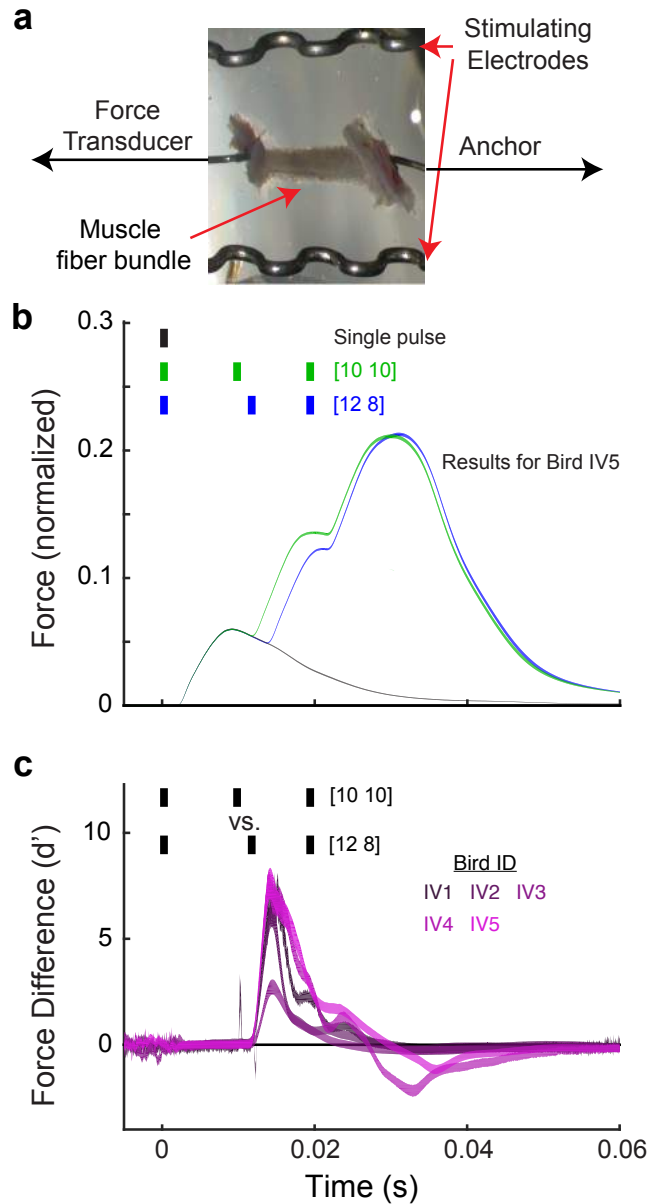 a
Stimulating
Electrodes
Force
Transducer
Anchor
Muscle
fiber bundle
b
0.3
0.2
0.1
0
Force (normalized)
Single pulse
[10 10]
[12 8]
Results for Bird IV5
c
10
5
0
Force Difference (d')
[10 10]
vs.
[12 8]
Bird ID
IV1 IV2 IV3
IV4 IV5
0 0.02 0.04 0.06
Time (s)